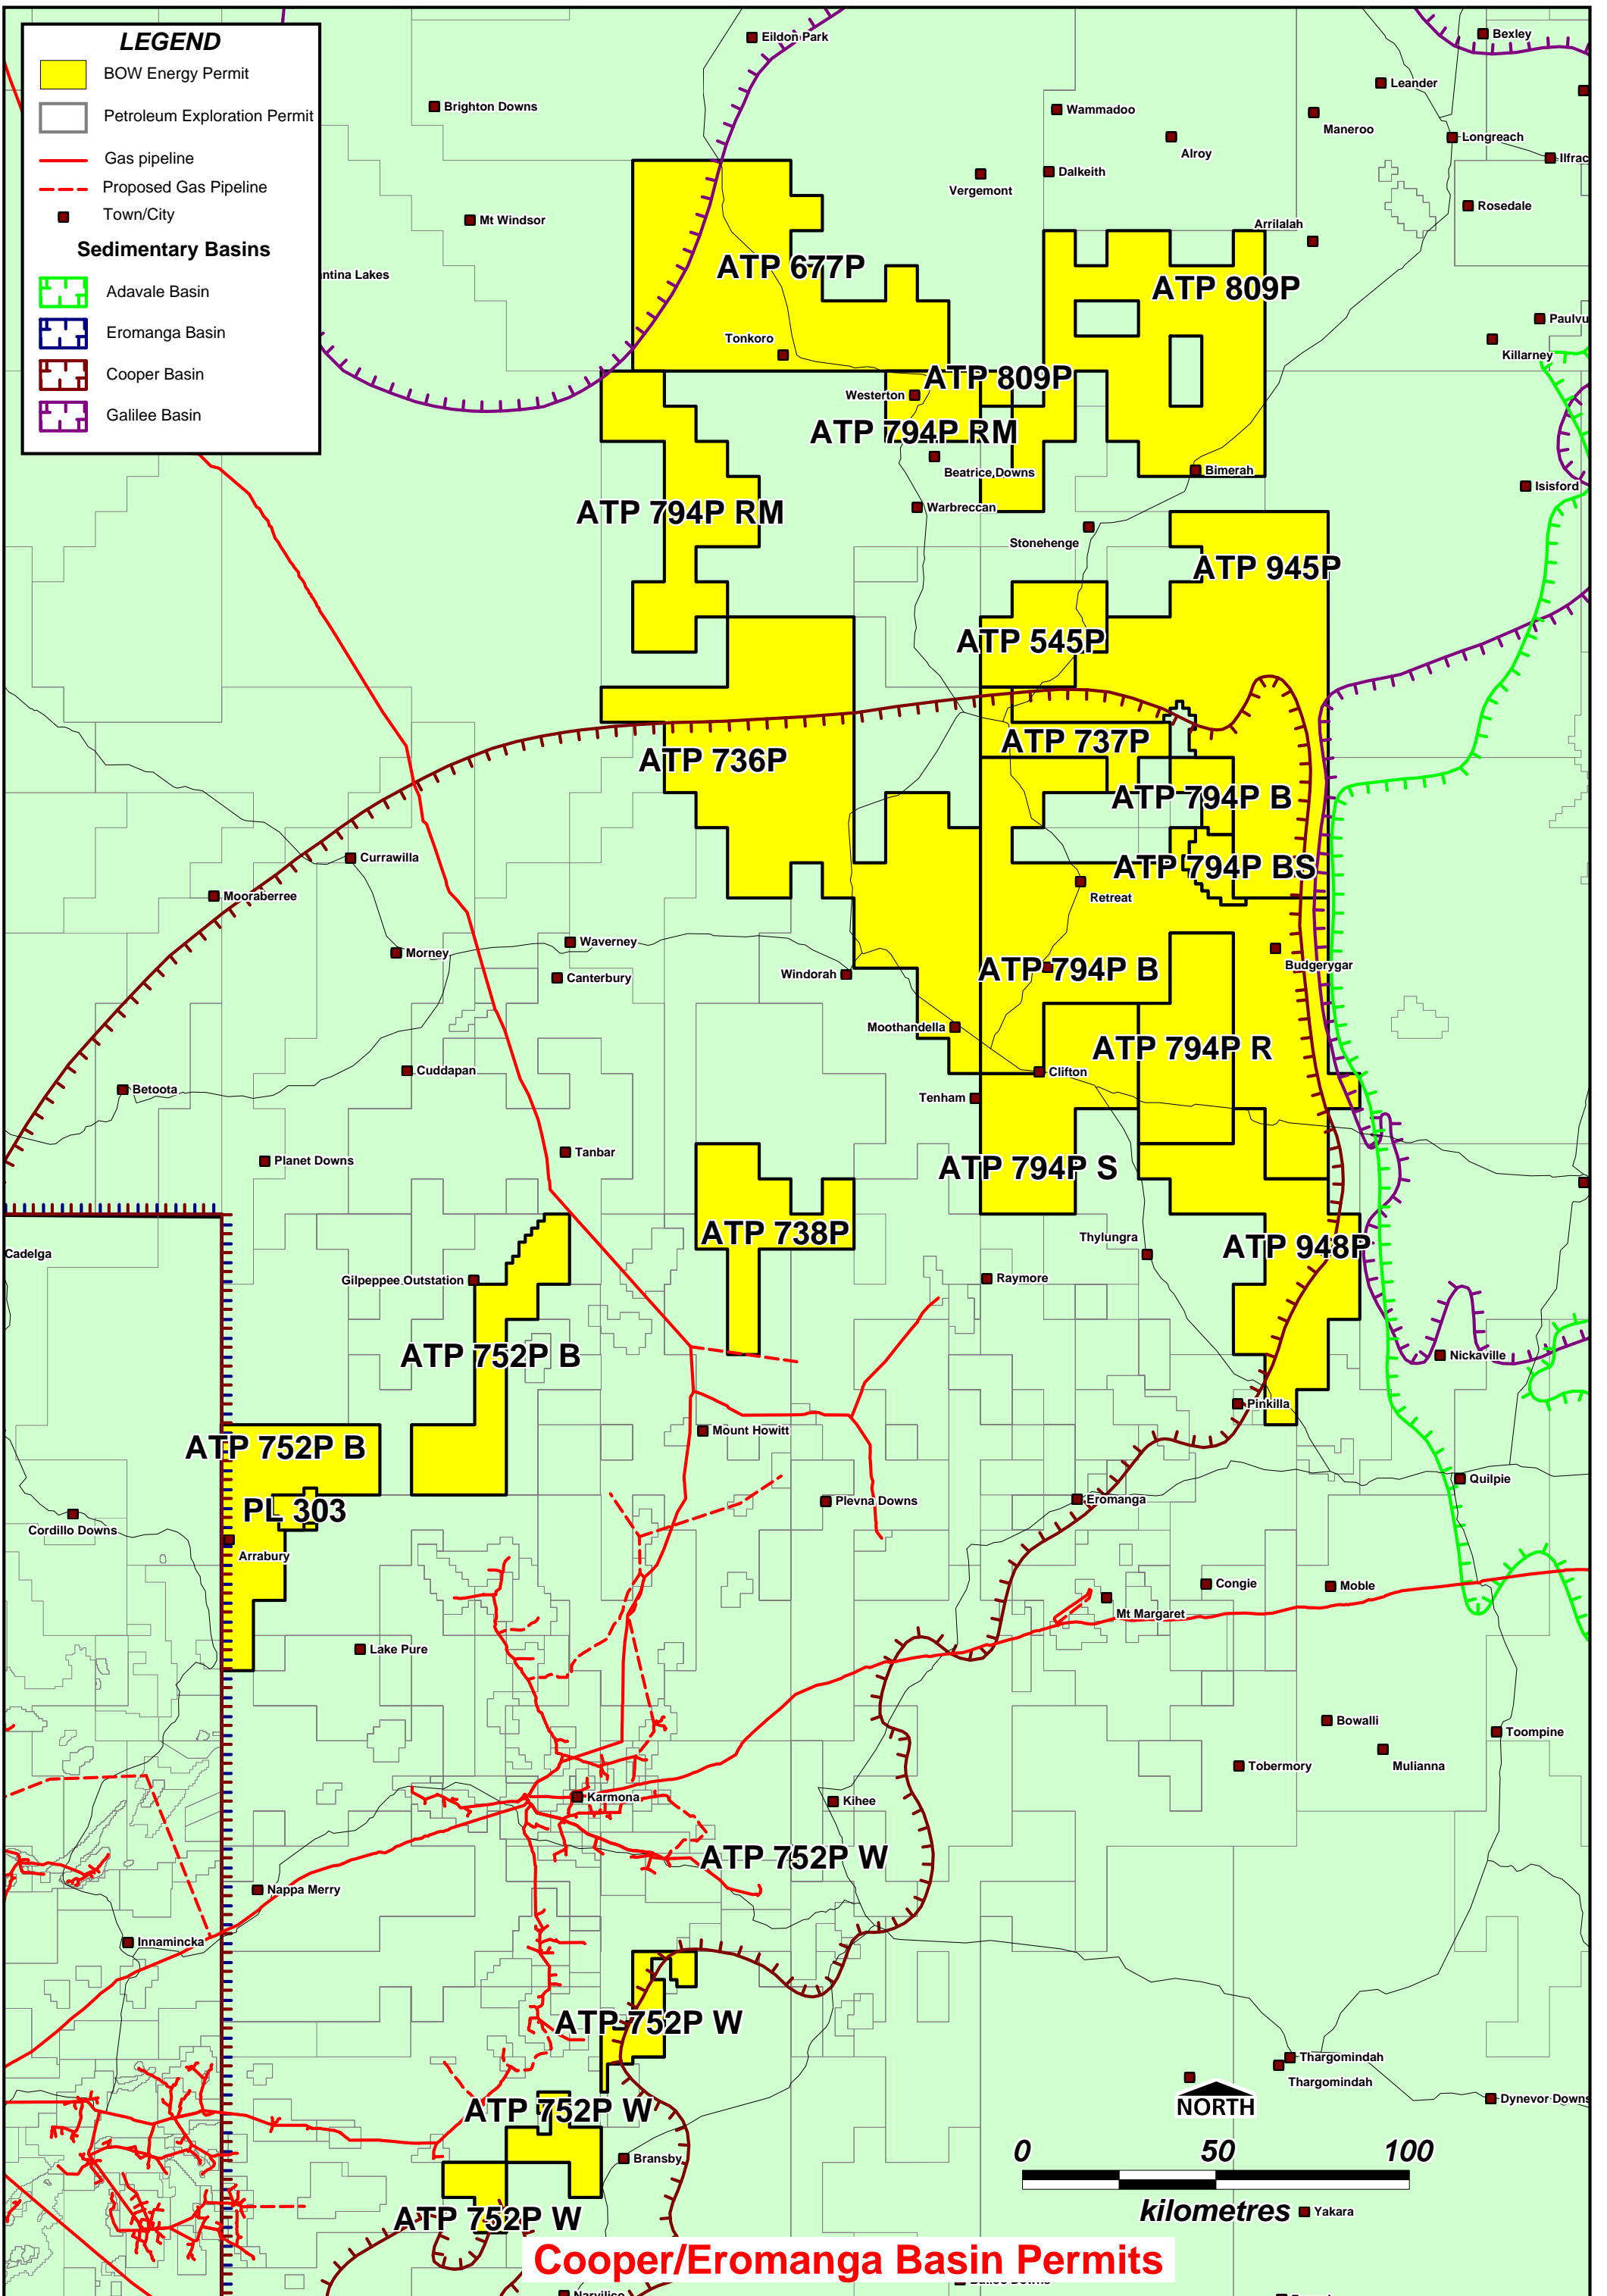 LEGEND
BOW Energy Permit
Petroleum Exploration Permit
Gas pipeline
Proposed Gas Pipeline
Town/City
Sedimentary Basins
Adavale Basin
Eromanga Basin
Cooper Basin
Galilee Basin
Eildon Park
Bexley
Leander
Brighton Downs
Wammadoo
Maneroo
Longreach
Alroy
Ilfrac
Dalkeith
Vergemont
Rosedale
Mt Windsor
Arrilalah
ntina Lakes
ATP 677P
ATP 809P
Paulvu
Tonkoro
Killarney
ATP 809P
Westerton
ATP 794P RM
Beatrice Downs
Bimerah
Isisford
ATP 794P RM
Warbreccan
Stonehenge
ATP 945P
ATP 545P
ATP 737P
ATP 736P
ATP 794P B
Currawilla
ATP 794P BS
Mooraberree
Retreat
Waverney
Morney
Budgerygar
Windorah
ATP 794P B
Canterbury
Moothandella
ATP 794P R
Cuddapan
Clifton
Betoota
Tenham
Tanbar
Planet Downs
ATP 794P S
ATP 738P
Thylungra
ATP 948P
Cadelga
Gilpeppee Outstation
Raymore
ATP 752P B
Nickaville
Pinkilla
Mount Howitt
ATP 752P B
Quilpie
PL 303
Plevna Downs
Eromanga
Cordillo Downs
Arrabury
Congie
Moble
Mt Margaret
Lake Pure
Bowalli
Toompine
Tobermory
Mulianna
Karmona
Kihee
ATP 752P W
Nappa Merry
Innamincka
ATP 752P W
Thargomindah
Thargomindah
Dynevor Downs
NORTH
ATP 752P W
0 50 100
Bransby
kilometres
Yakara
ATP 752P W
Cooper/Eromanga Basin Permits